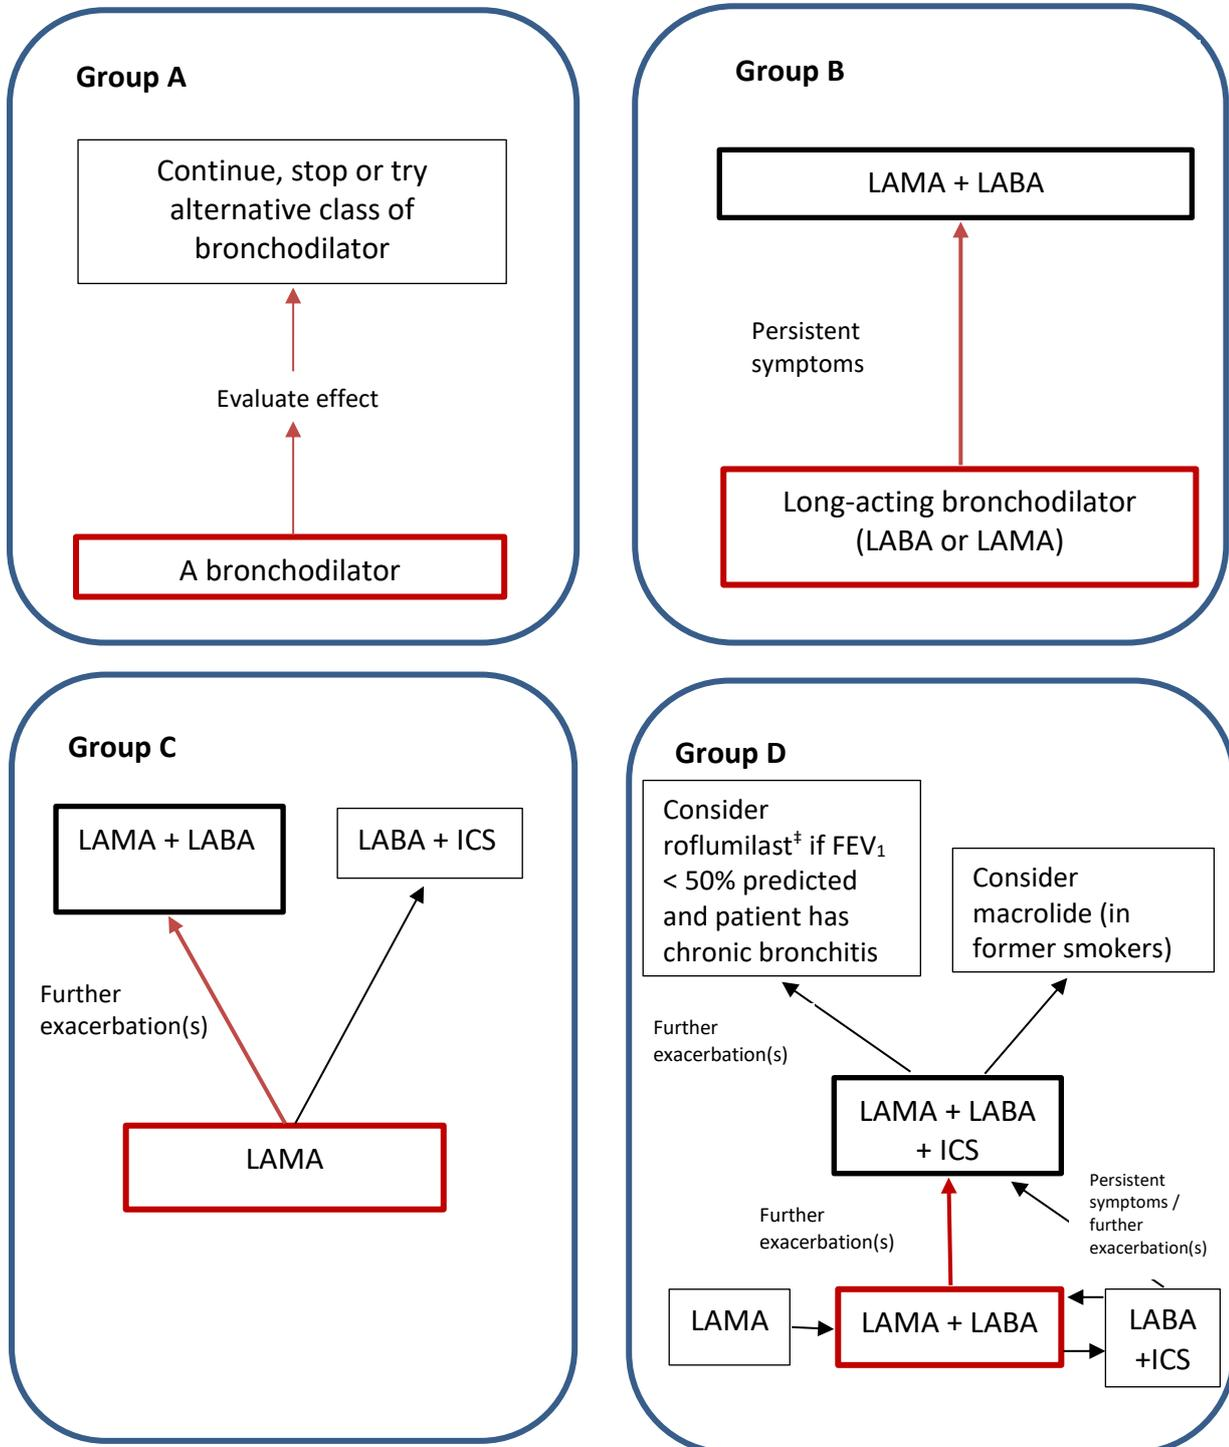 Group A
Continue, stop or try
alternative class of
bronchodilator
Evaluate effect
A bronchodilator
Group B
LAMA + LABA
Persistent
symptoms
Long-acting bronchodilator
(LABA or LAMA)
Group C
LAMA + LABA
LABA + ICS
Further
exacerbation(s)
LAMA
Group D
Consider
roflumilast‡ if FEV₁
< 50% predicted
and patient has
chronic bronchitis
Consider
macrolide (in
former smokers)
Further
exacerbation(s)
LAMA + LABA
+ ICS
Further
exacerbation(s)
Persistent
symptoms /
further
exacerbation(s)
LAMA
LAMA + LABA
LABA
+ICS